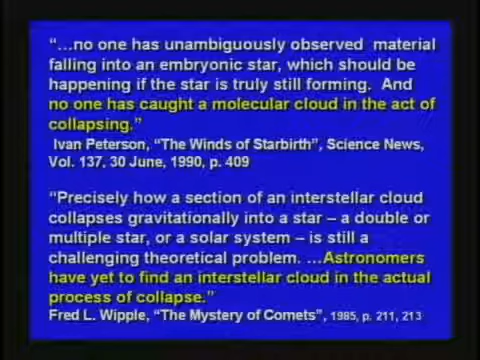 “…no one has unambiguously observed material
falling into an embryonic star, which should be
happening if the star is truly still forming. And
no one has caught a molecular cloud in the act of
collapsing.”
Ivan Peterson, “The Winds of Starbirth”, Science News,
Vol. 137, 30 June, 1990, p. 409
“Precisely how a section of an interstellar cloud
collapses gravitationally into a star – a double or
multiple star, or a solar system – is still a
challenging theoretical problem. …Astronomers
have yet to find an interstellar cloud in the actual
process of collapse.”
Fred L. Wipple, “The Mystery of Comets”, 1985, p. 211, 213